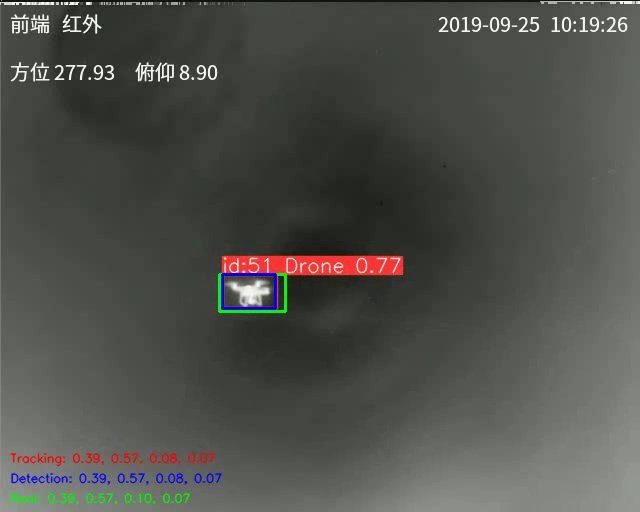 前端 红外
2019-09-25 10:19:26
方位 277.93 俯仰 8.90
id:51 Drone 0.77
Tracking: 0.39, 0.57, 0.08, 0.07
Detection: 0.39, 0.57, 0.08, 0.07
0.39, 0.57, 0.10, 0.07